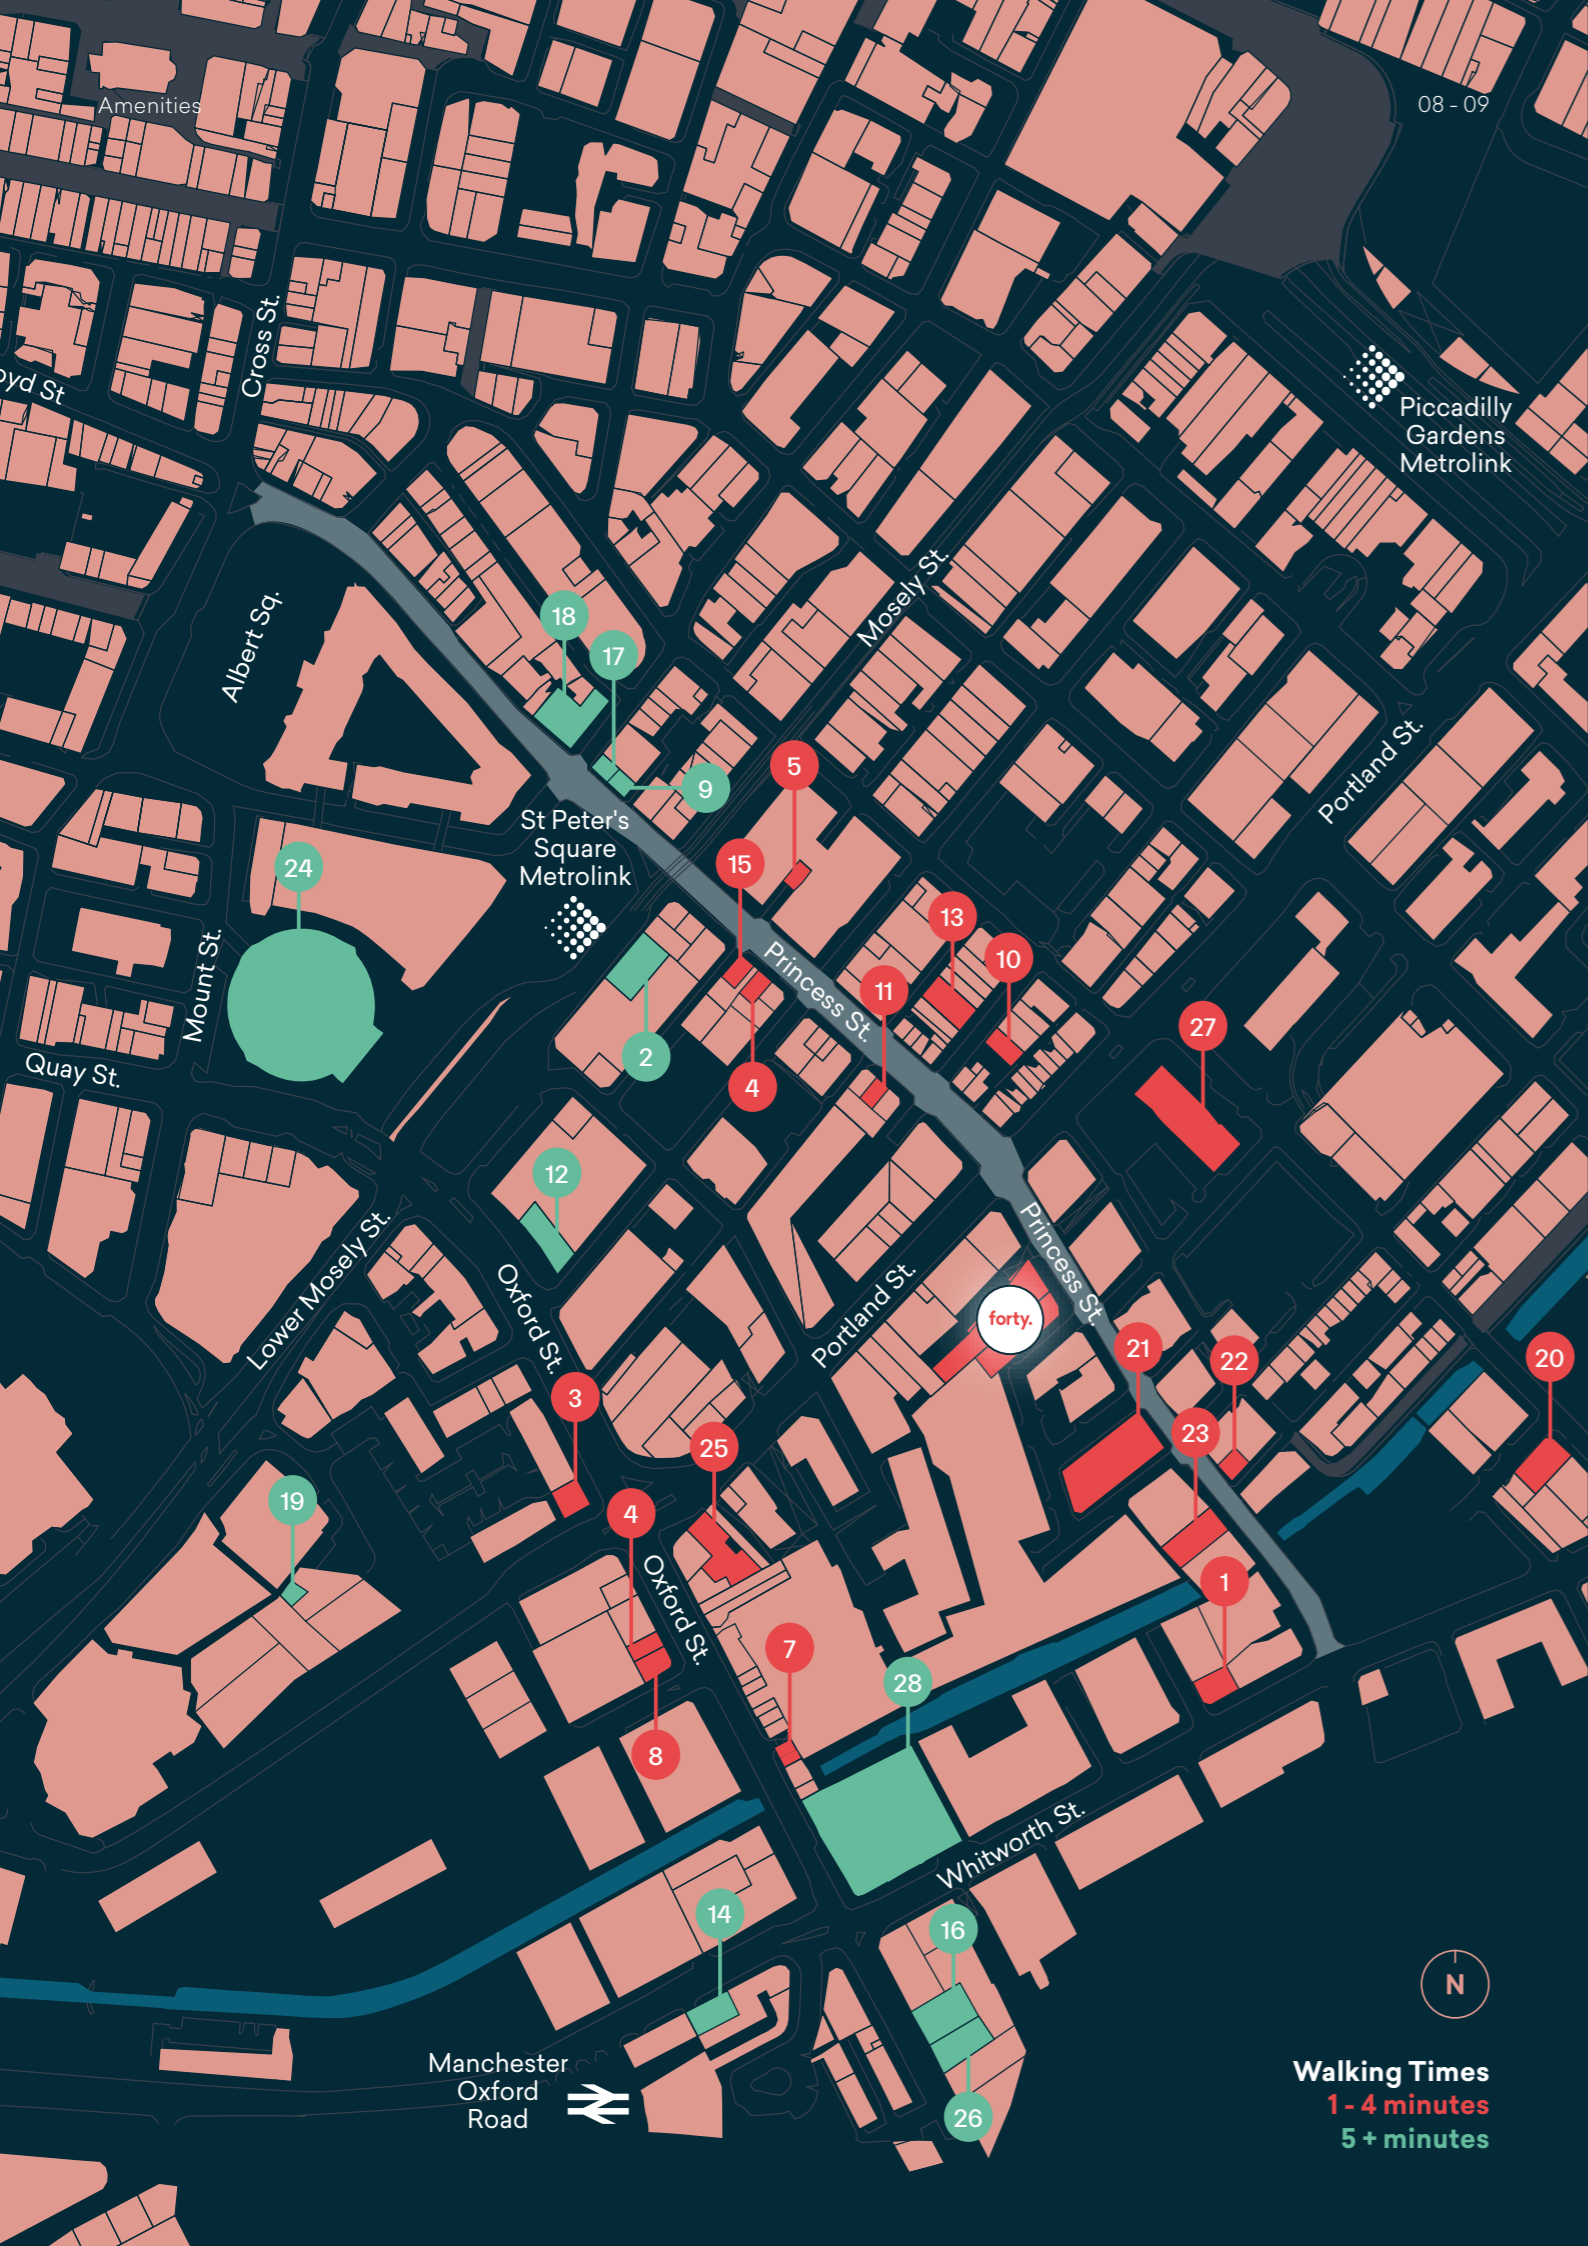 Amenities
08 - 09
Cross St.
oyd St
Piccadilly
Gardens
Metrolink
Mosely St.
Albert Sq.
18
17
Portland St.
5
9
St Peter's
Square
Metrolink
15
24
13
Princess St.
10
11
Mount St.
27
2
Quay St.
4
12
Princess St.
Lower Mosely St.
Oxford St.
Portland St.
forty.
21
22
20
3
23
25
19
4
Oxford St.
1
7
28
8
Whitworth St.
14
16
N
Manchester
Oxford
Road
26
Walking Times
1 - 4 minutes
5 + minutes